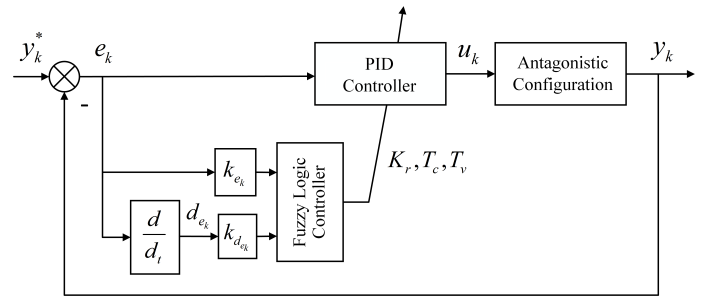 y*k
ek
-
PID
Controller
uk
Antagonistic
Configuration
yk
Kr,Tc,Tv
kek
Fuzzy Logic
Controller
d
dt
dek
kdek